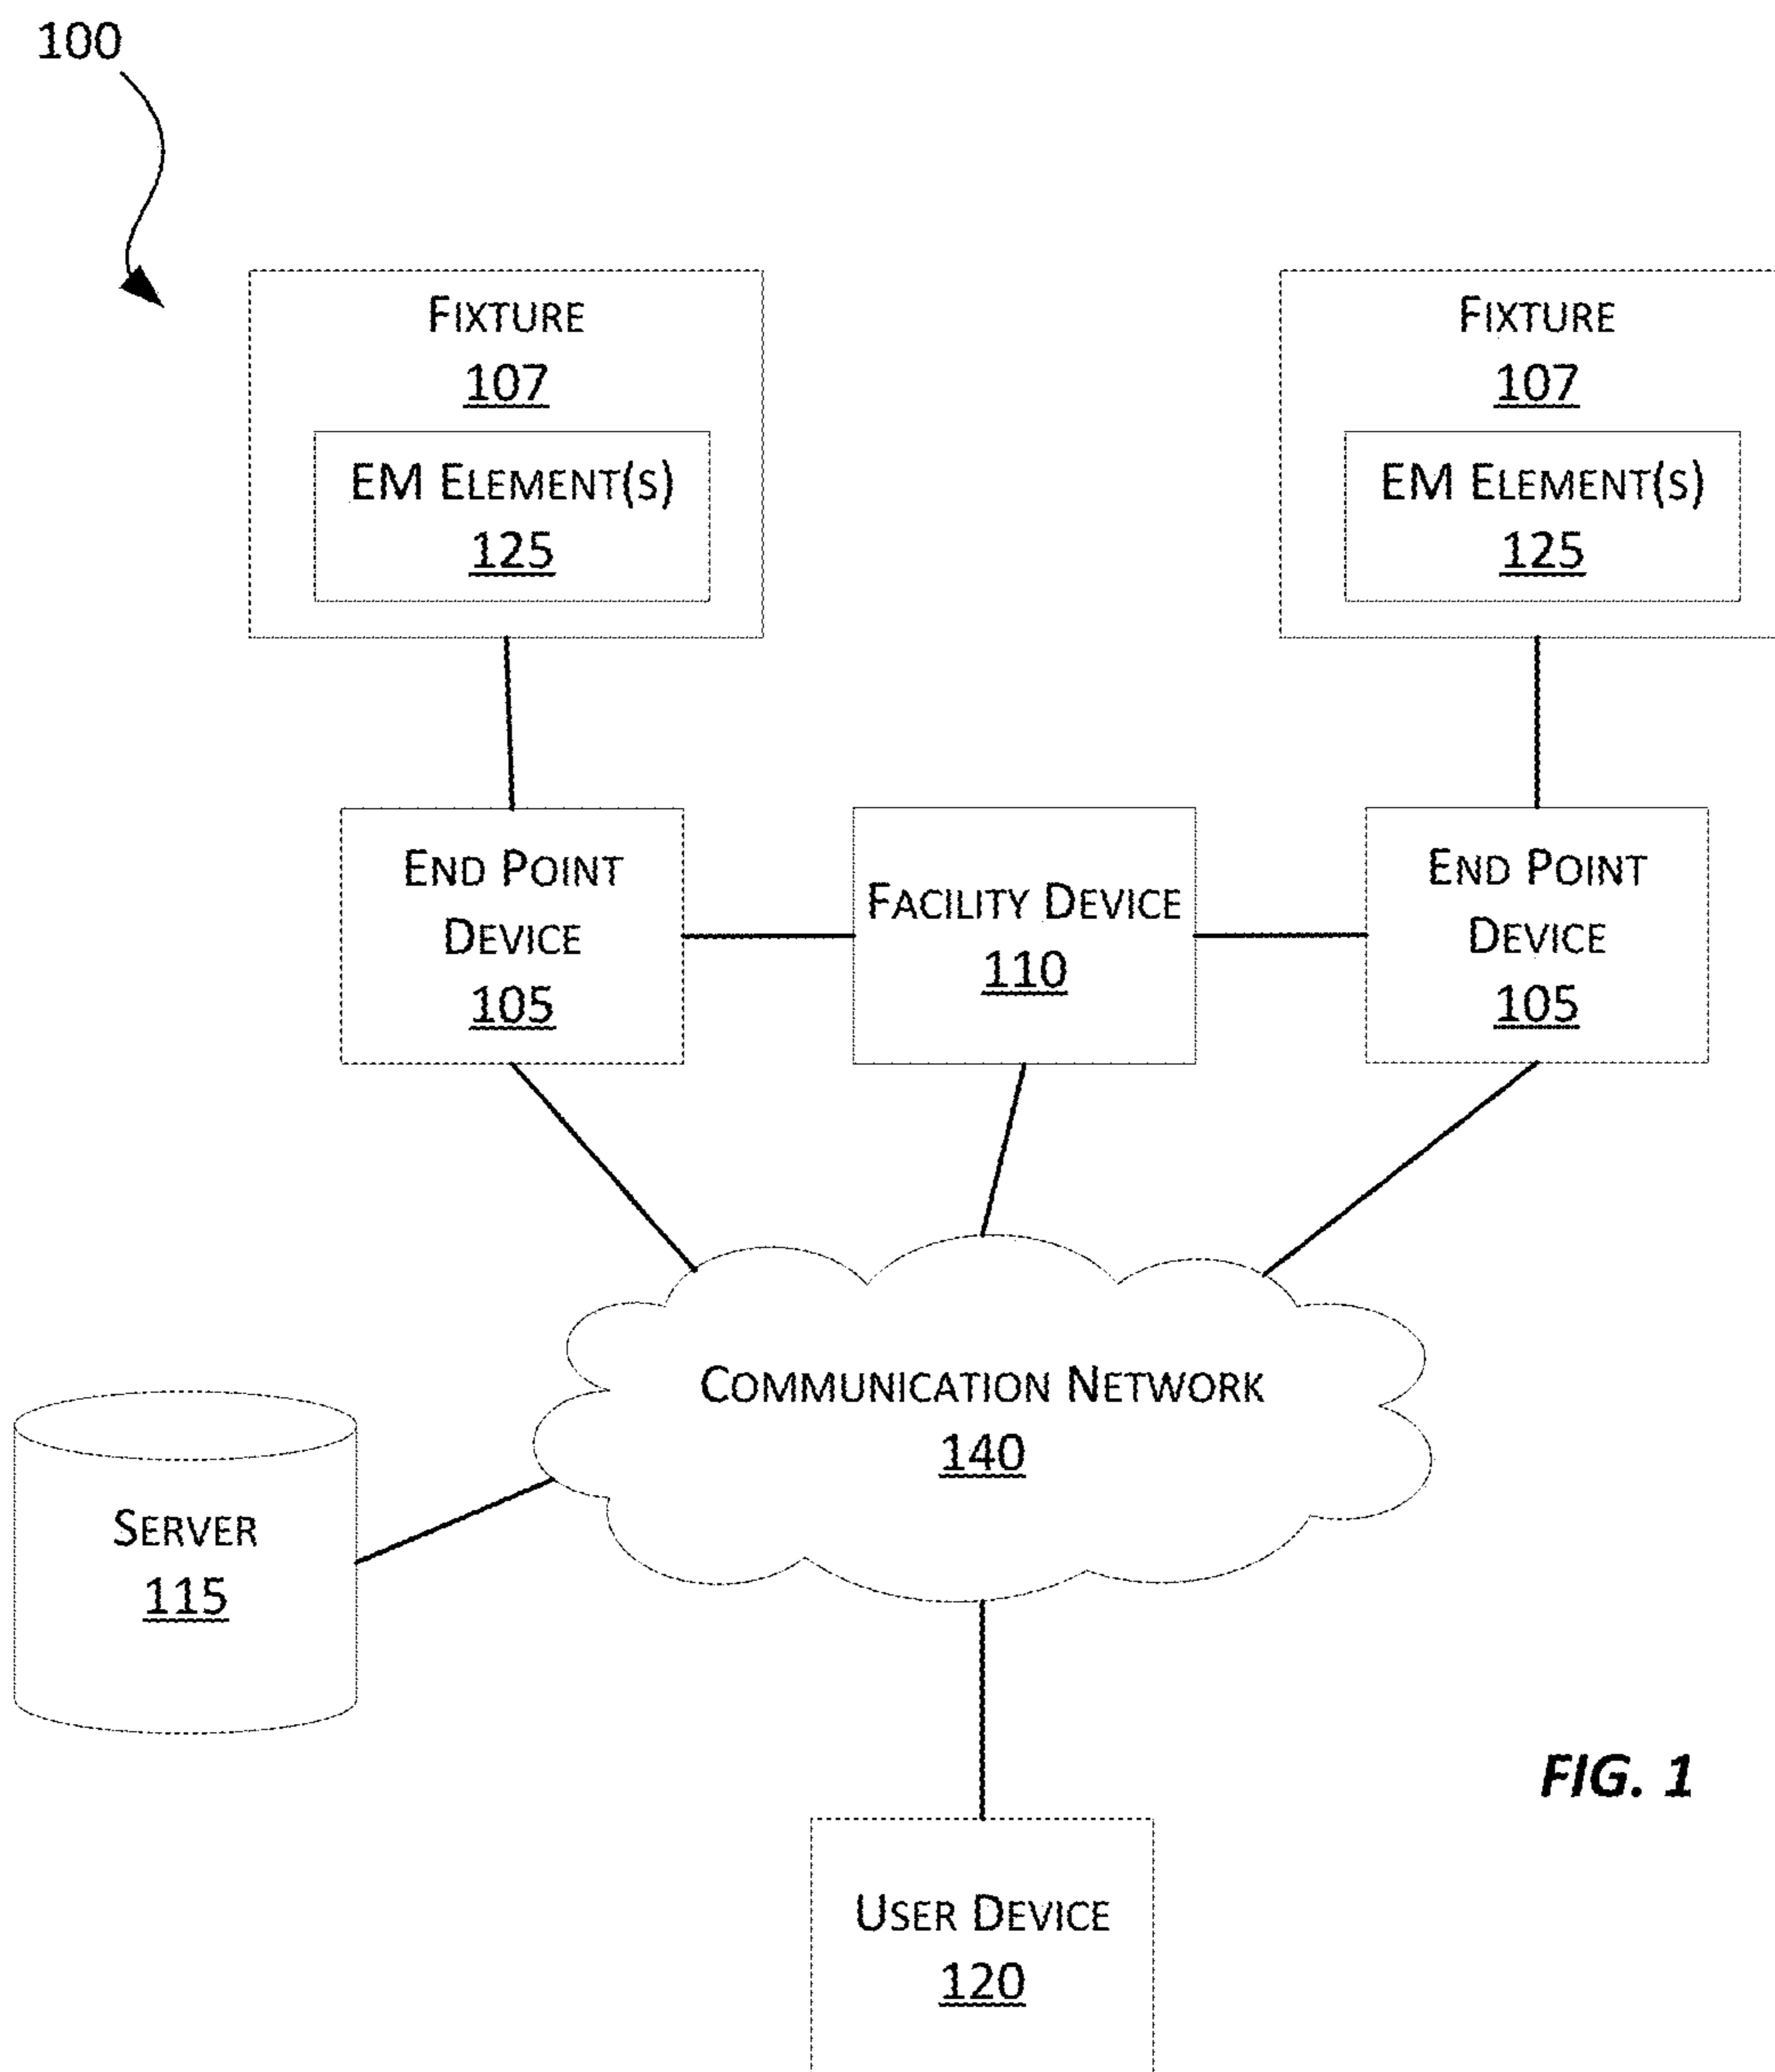 100
FIXTURE
107
EM ELEMENT(S)
125
FIXTURE
107
EM ELEMENT(S)
125
END POINT
DEVICE
105
FACILITY DEVICE
110
END POINT
DEVICE
105
COMMUNICATION NETWORK
140
SERVER
115
FIG. 1
USER DEVICE
120